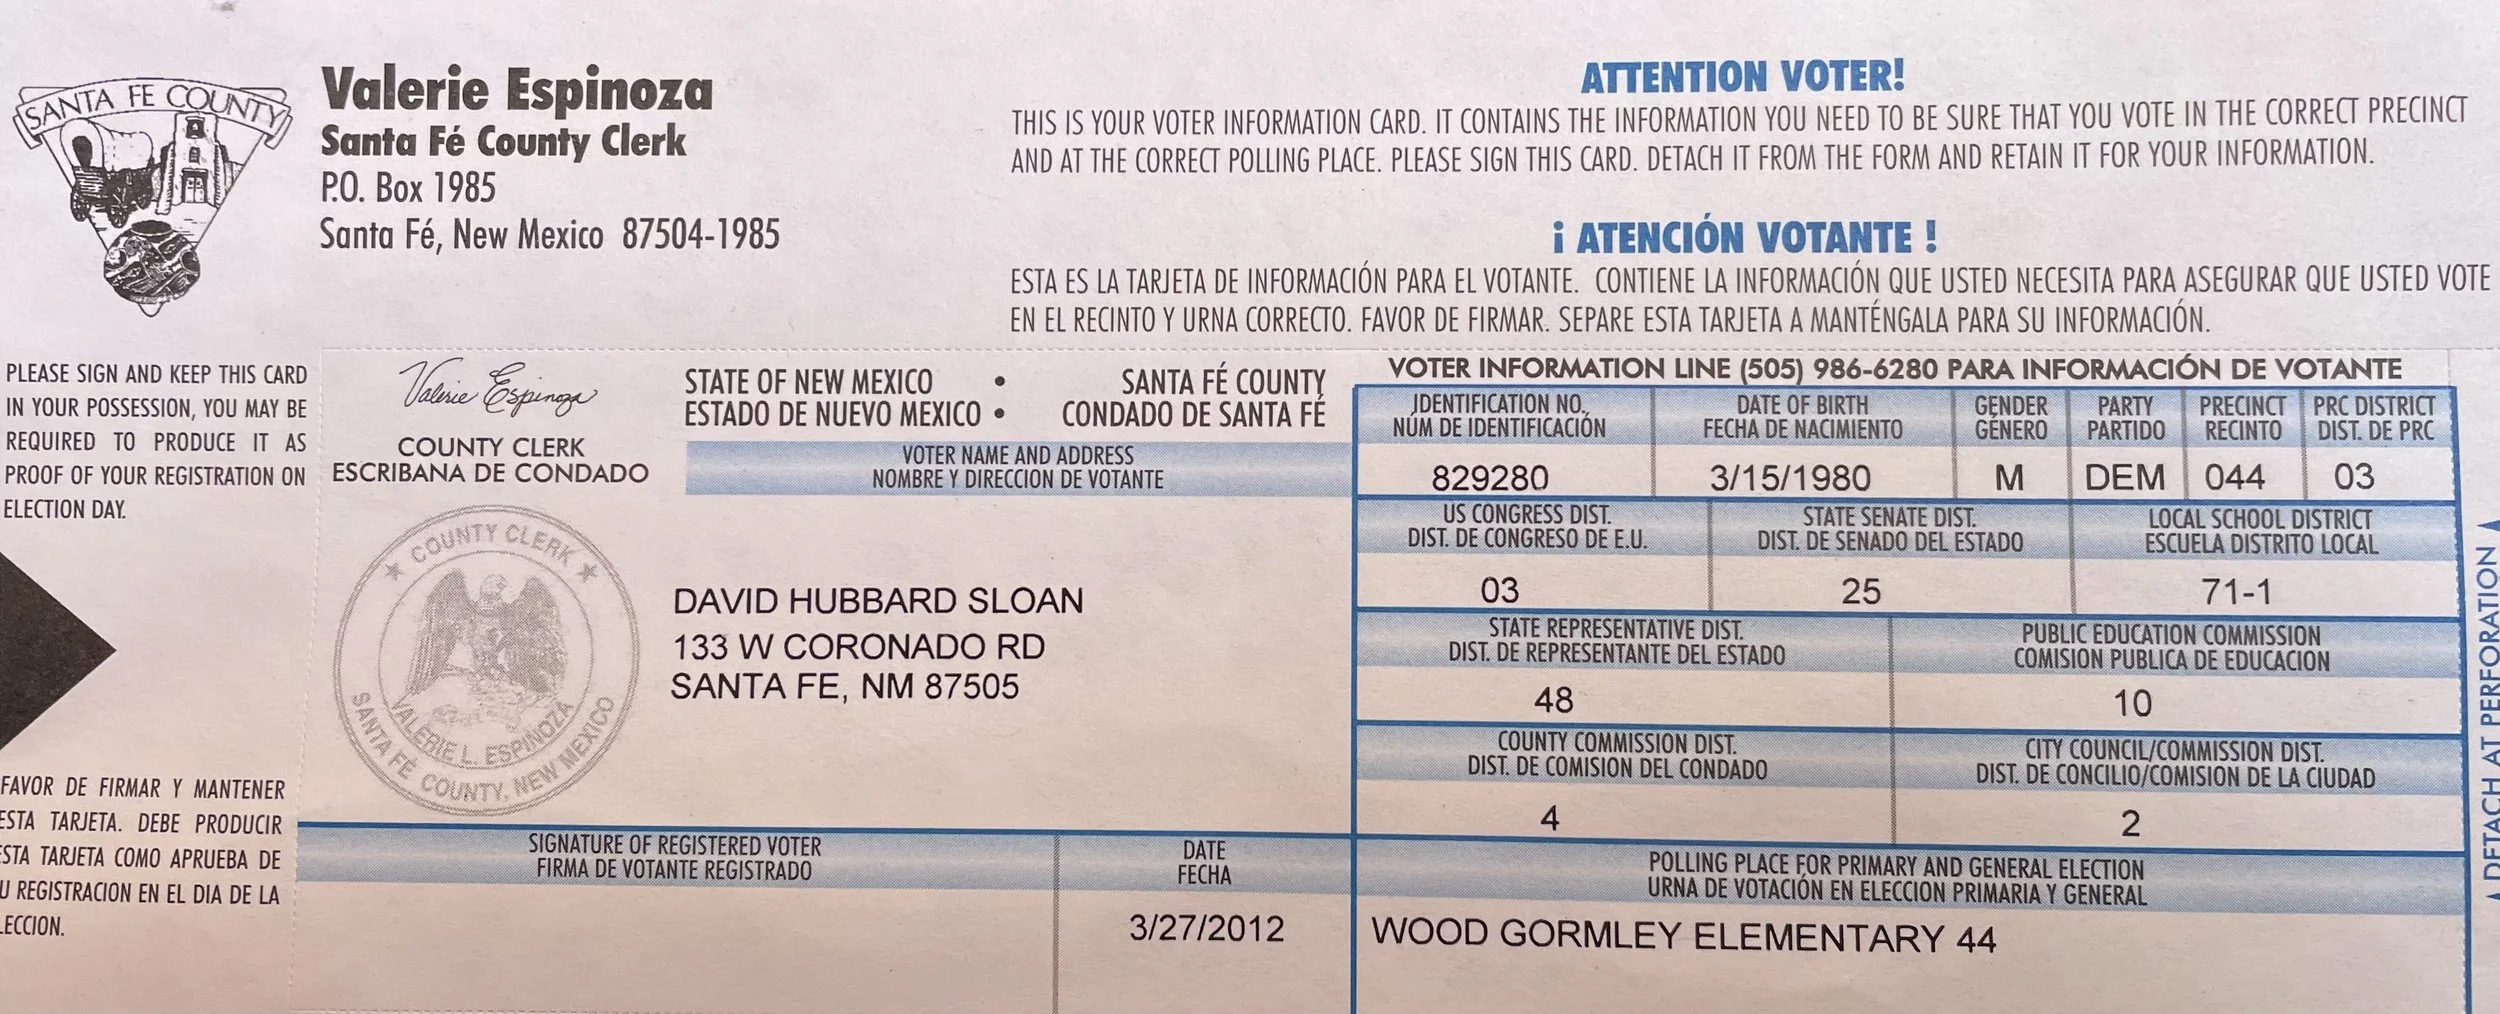 SANTA FE COUNTY
Valerie Espinoza
Santa Fé County Clerk
P.O. Box 1985
Santa Fé, New Mexico 87504-1985
ATTENTION VOTER!
THIS IS YOUR VOTER INFORMATION CARD. IT CONTAINS THE INFORMATION YOU NEED TO BE SURE THAT YOU VOTE IN THE CORRECT PRECINCT
AND AT THE CORRECT POLLING PLACE. PLEASE SIGN THIS CARD. DETACH IT FROM THE FORM AND RETAIN IT FOR YOUR INFORMATION.
¡ ATENCIÓN VOTANTE !
ESTA ES LA TARJETA DE INFORMACIÓN PARA EL VOTANTE. CONTIENE LA INFORMACIÓN QUE USTED NECESITA PARA ASEGURAR QUE USTED VOTE
EN EL RECINTO Y URNA CORRECTO. FAVOR DE FIRMAR. SEPARE ESTA TARJETA A MANTÉNGALA PARA SU INFORMACIÓN.
PLEASE SIGN AND KEEP THIS CARD
IN YOUR POSSESSION, YOU MAY BE
REQUIRED TO PRODUCE IT AS
PROOF OF YOUR REGISTRATION ON
ELECTION DAY.
FAVOR DE FIRMAR Y MANTENER
ESTA TARJETA. DEBE PRODUCIR
ESTA TARJETA COMO APRUEBA DE
U REGISTRACION EN EL DIA DE LA
LECCION.
Valerie Espinoza
COUNTY CLERK
ESCRIBANA DE CONDADO
COUNTY CLERK
VALERIE L. ESPINOZA
SANTA FÉ COUNTY, NEW MEXICO
STATE OF NEW MEXICO • SANTA FÉ COUNTY
ESTADO DE NUEVO MEXICO • CONDADO DE SANTA FÉ
VOTER NAME AND ADDRESS
NOMBRE Y DIRECCION DE VOTANTE
DAVID HUBBARD SLOAN
133 W CORONADO RD
SANTA FE, NM 87505
SIGNATURE OF REGISTERED VOTER
FIRMA DE VOTANTE REGISTRADO
DATE
FECHA
3/27/2012
VOTER INFORMATION LINE (505) 986-6280 PARA INFORMACIÓN DE VOTANTE
IDENTIFICATION NO. DATE OF BIRTH GENDER PARTY PRECINCT PRC DISTRICT
NÚM DE IDENTIFICACIÓN FECHA DE NACIMIENTO GÉNERO PARTIDO RECINTO DIST. DE PRC
829280 3/15/1980 M DEM 044 03
US CONGRESS DIST. STATE SENATE DIST. LOCAL SCHOOL DISTRICT
DIST. DE CONGRESO DE E.U. DIST. DE SENADO DEL ESTADO ESCUELA DISTRITO LOCAL
03 25 71-1
STATE REPRESENTATIVE DIST. PUBLIC EDUCATION COMMISSION
DIST. DE REPRESENTANTE DEL ESTADO COMISION PUBLICA DE EDUCACION
48 10
COUNTY COMMISSION DIST. CITY COUNCIL/COMMISSION DIST.
DIST. DE COMISION DEL CONDADO DIST. DE CONCILIO/COMISION DE LA CIUDAD
4 2
POLLING PLACE FOR PRIMARY AND GENERAL ELECTION
URNA DE VOTACIÓN EN ELECCION PRIMARIA Y GENERAL
WOOD GORMLEY ELEMENTARY 44
DETACH AT PERFORATION